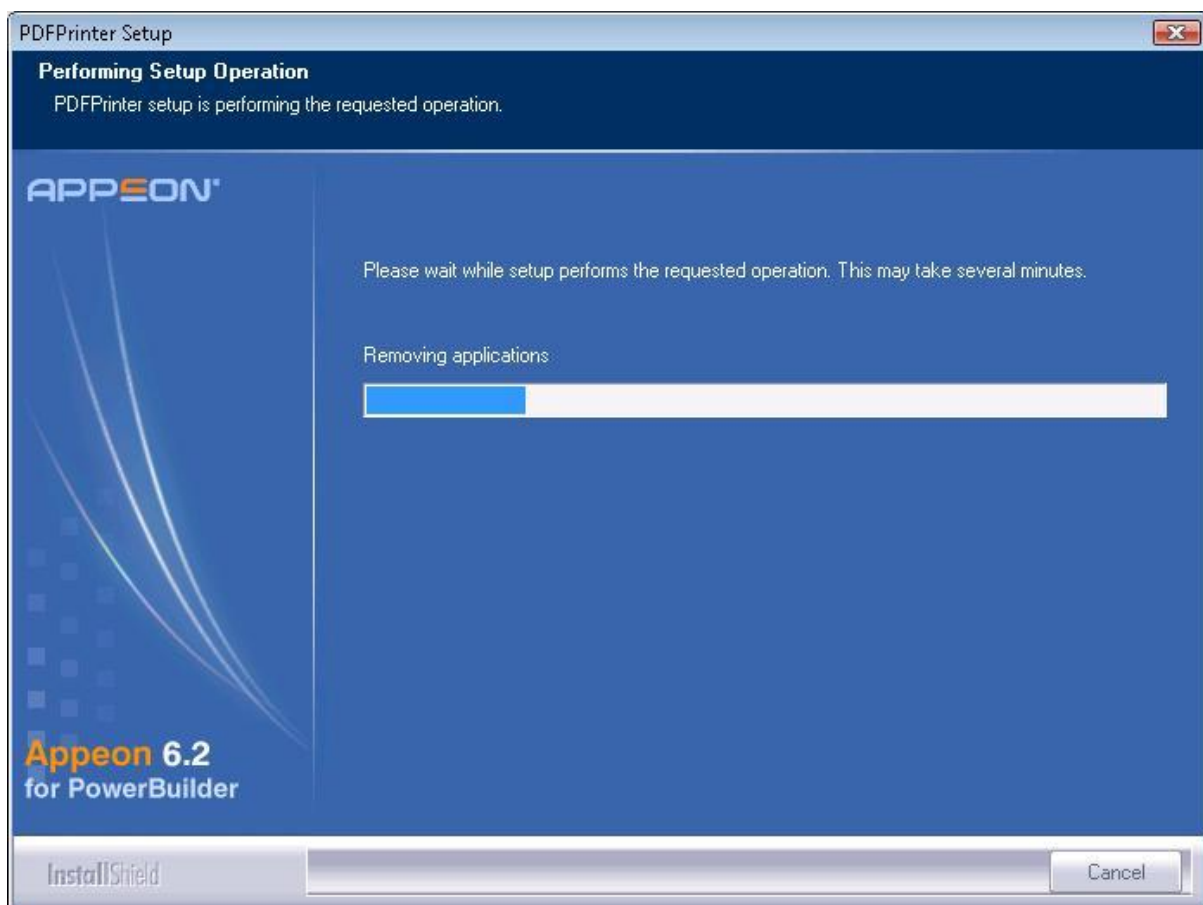 PDFPrinter Setup
Performing Setup Operation
PDFPrinter setup is performing the requested operation.
APPEON
Please wait while setup performs the requested operation. This may take several minutes.
Removing applications
Appeon 6.2
for PowerBuilder
InstallShield
Cancel